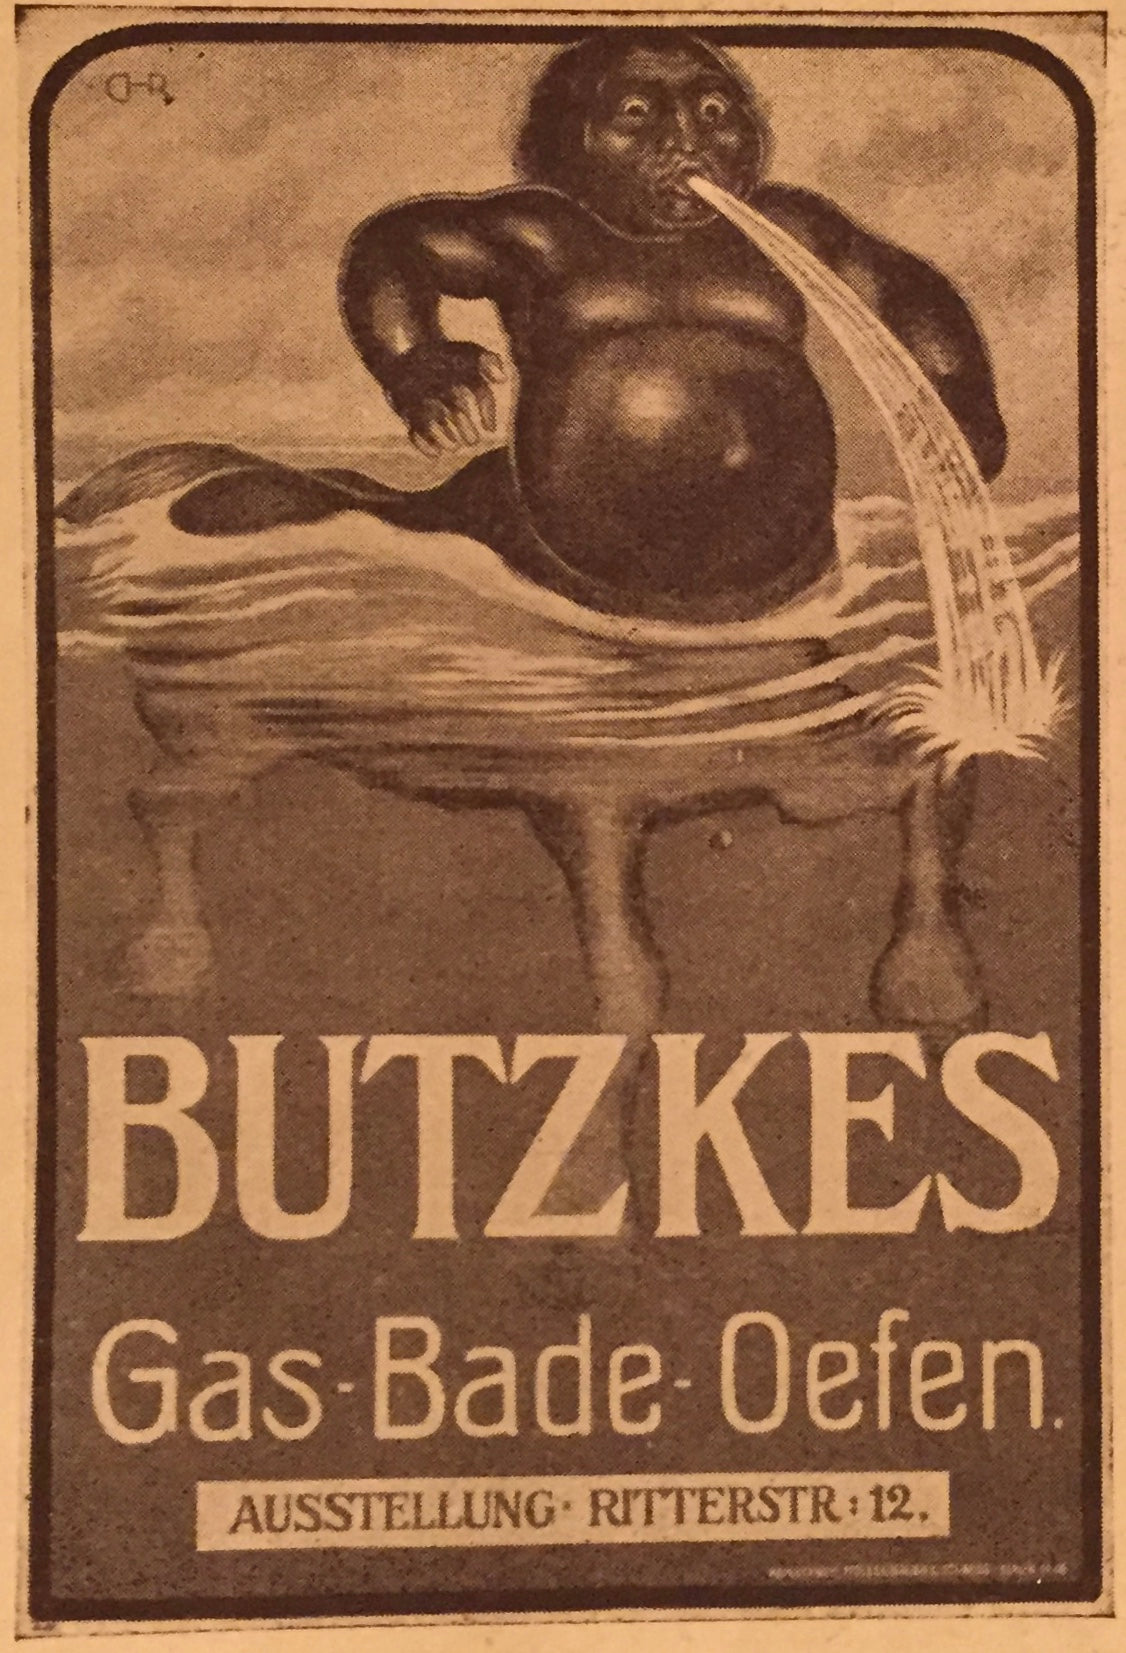 BUTZKES
Gas-Bade-Oefen.
AUSSTELLUNG· RITTERSTR: 12.